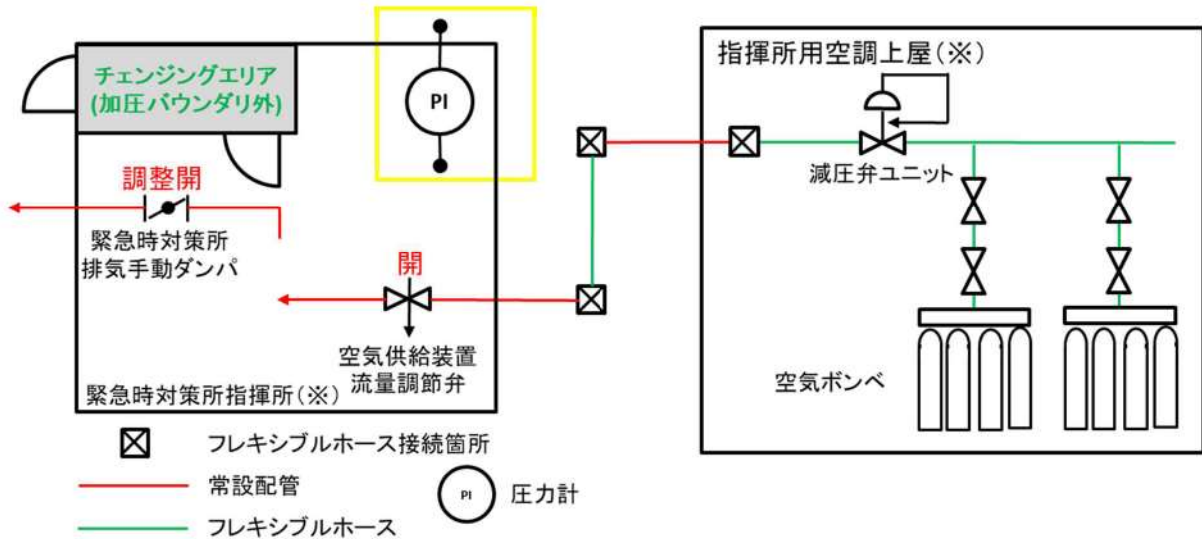 チェンジングエリア
(加圧バウンダリ外)
PI
指揮所用空調上屋(※)
減圧弁ユニット
調整開
緊急時対策所
排気手動ダンパ
開
空気供給装置
流量調節弁
緊急時対策所指揮所(※)
空気ボンベ
フレキシブルホース接続箇所
常設配管
PI
圧力計
フレキシブルホース